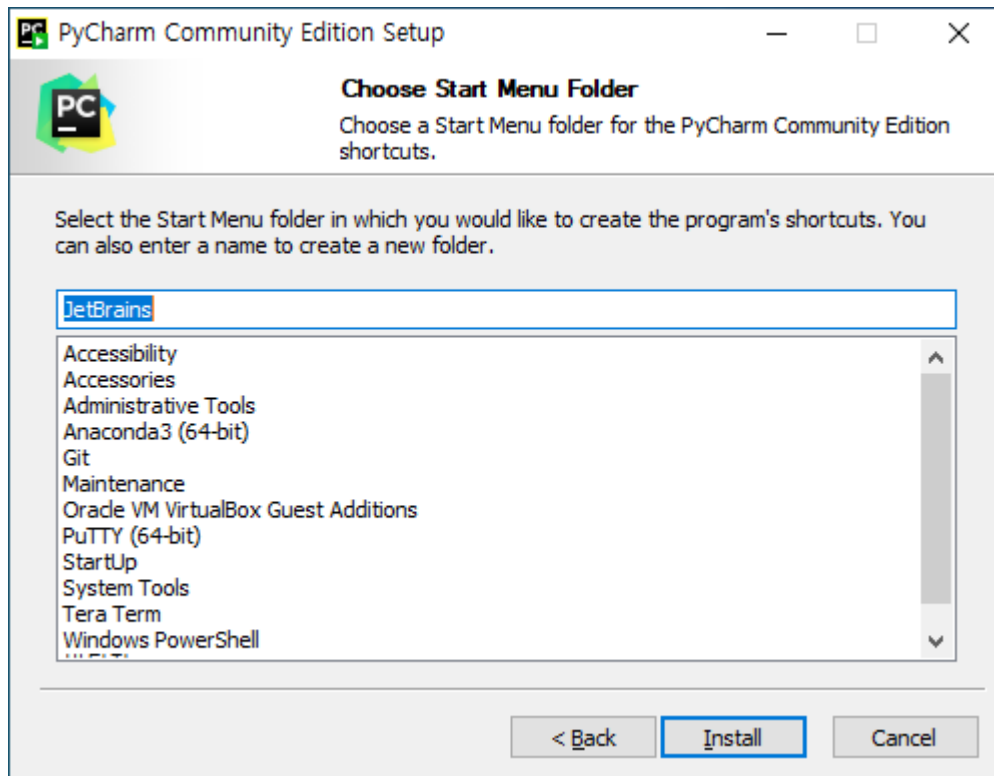 PyCharm Community Edition Setup
PC
Choose Start Menu Folder
Choose a Start Menu folder for the PyCharm Community Edition
shortcuts.
Select the Start Menu folder in which you would like to create the program's shortcuts. You
can also enter a name to create a new folder.
JetBrains
Accessibility
Accessories
Administrative Tools
Anaconda3 (64-bit)
Git
Maintenance
Oracle VM VirtualBox Guest Additions
PuTTY (64-bit)
StartUp
System Tools
Tera Term
Windows PowerShell
< Back
Install
Cancel